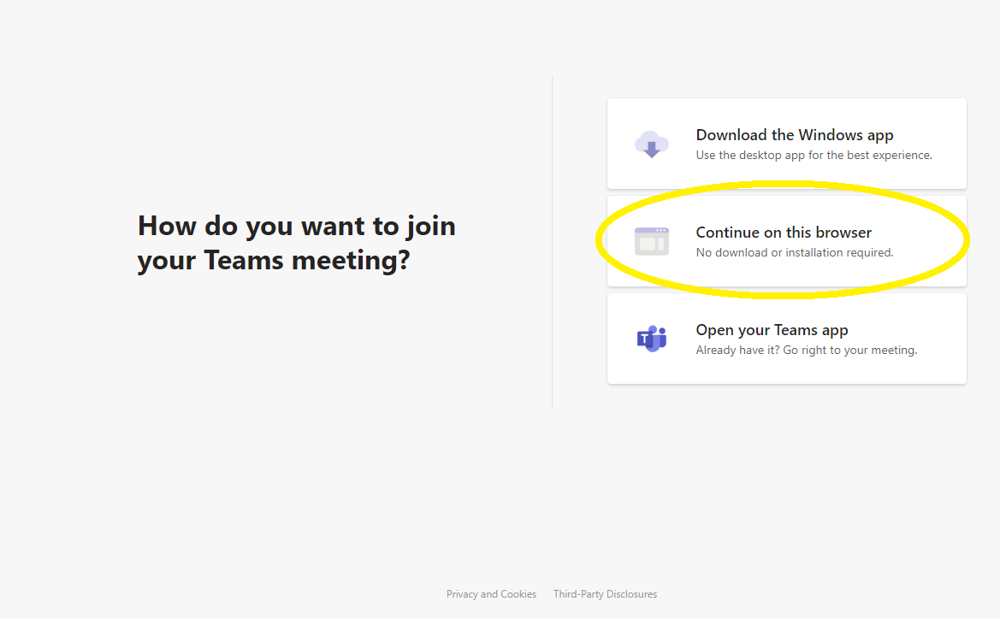 How do you want to join
your Teams meeting?
Download the Windows app
Use the desktop app for the best experience.
Continue on this browser
No download or installation required.
T
Open your Teams app
Already have it? Go right to your meeting.
Privacy and Cookies
Third-Party Disclosures